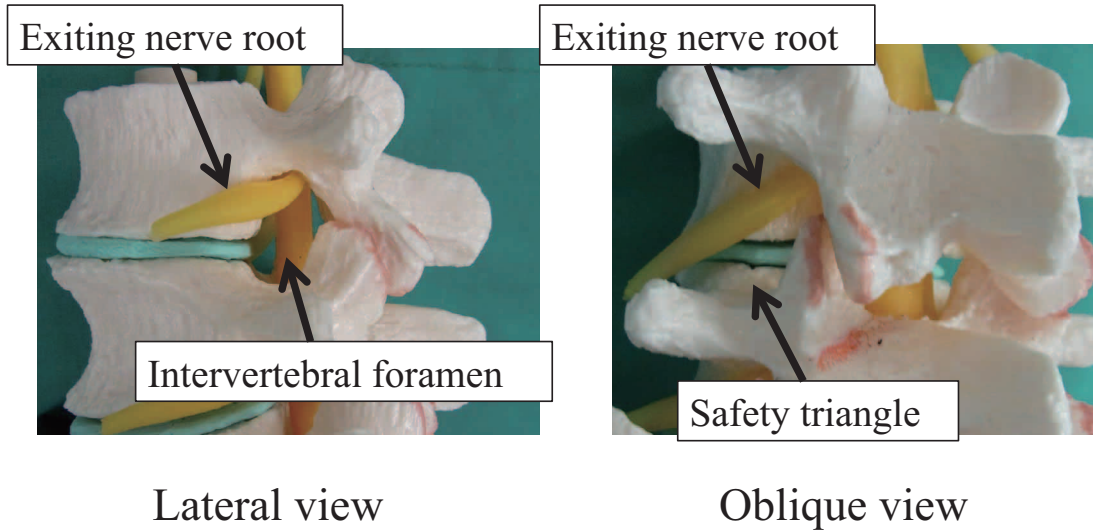 Exiting nerve root
Exiting nerve root
Intervertebral foramen
Safety triangle
Lateral view
Oblique view